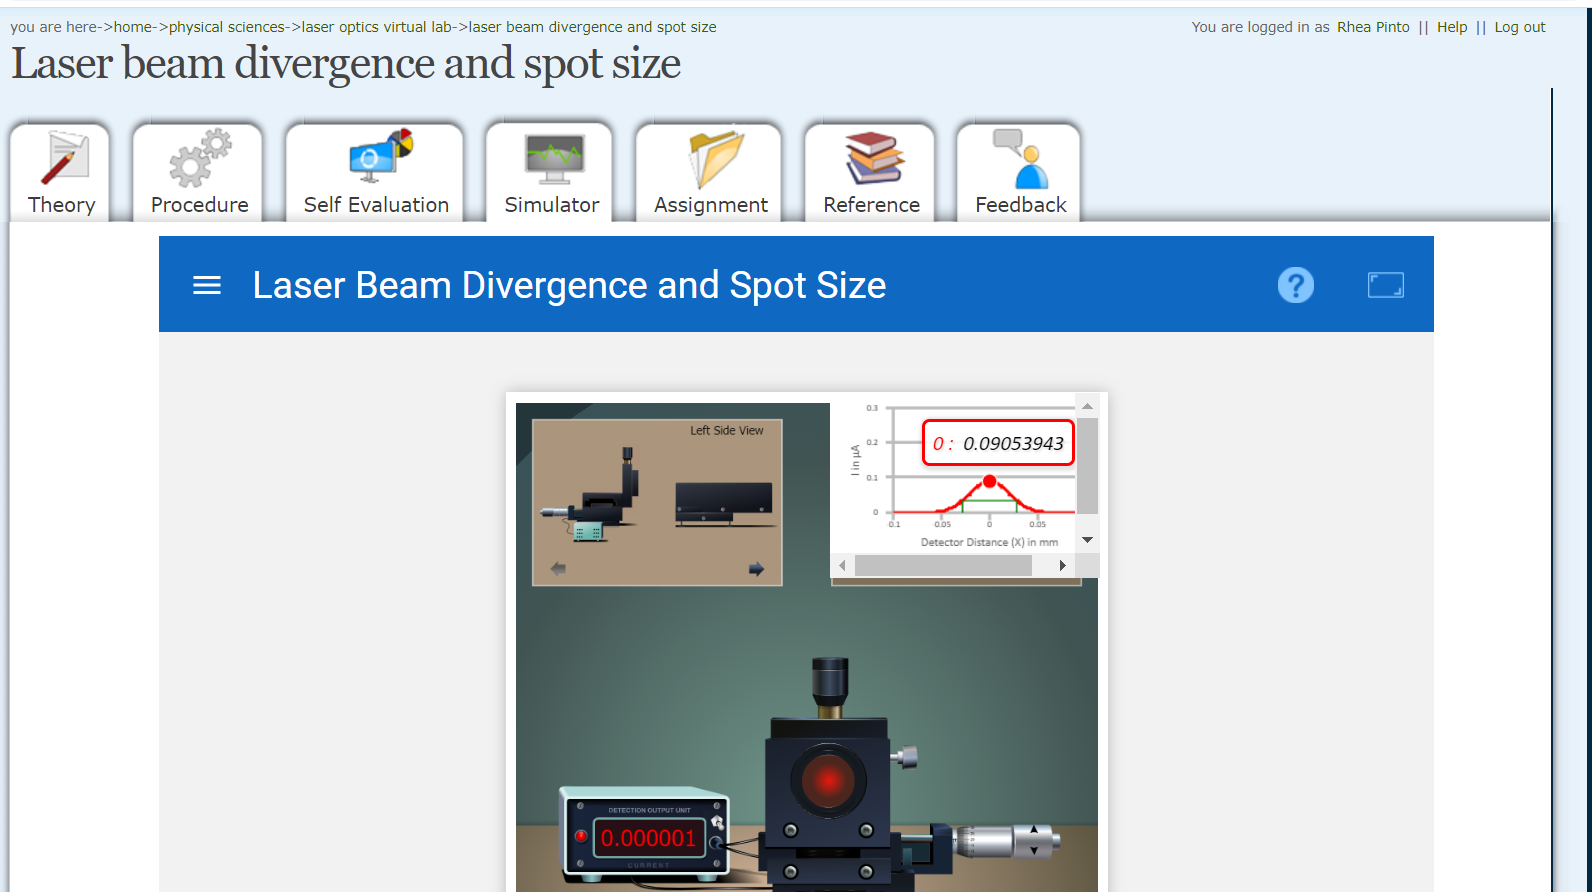 you are here->home->physical sciences->laser optics virtual lab->laser beam divergence and spot size
You are logged in as Rhea Pinto || Help || Log out
Laser beam divergence and spot size
Theory
Procedure
Self Evaluation
Simulator
Assignment
Reference
Feedback
Laser Beam Divergence and Spot Size
?
Left Side View
0.3
0.2
0.1
0
I in µA
0 : 0.09053943
-0.1 0.05 0 0.05
Detector Distance (X) in mm
DETECTION OUTPUT UNIT
0.000001
CURRENT